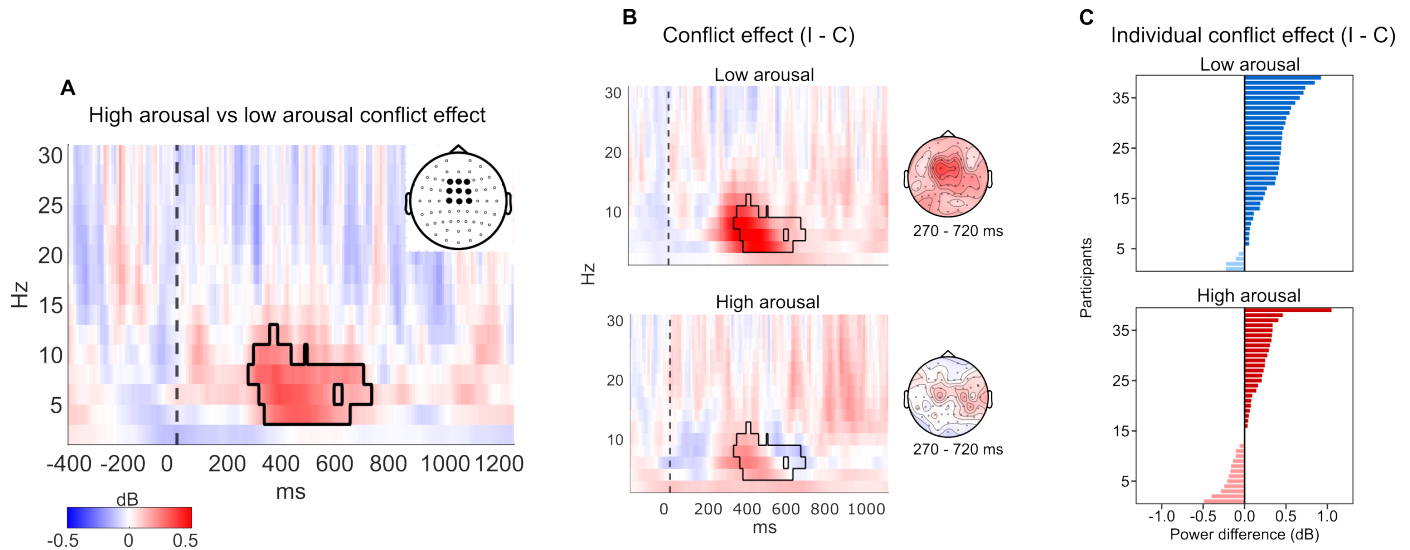 A
High arousal vs low arousal conflict effect
30
25
20
15
10
5
Hz
-400 -200 0 200 400 600 800 1000 1200
ms
dB
-0.5 0 0.5
B
Conflict effect (I - C)
Low arousal
30
20
10
270 - 720 ms
Hz
High arousal
30
20
10
270 - 720 ms
0 200 400 600 800 1000
ms
C
Individual conflict effect (I - C)
Low arousal
35
25
15
5
Participants
High arousal
35
25
15
5
-1.0 -0.5 0.0 0.5 1.0
Power difference (dB)